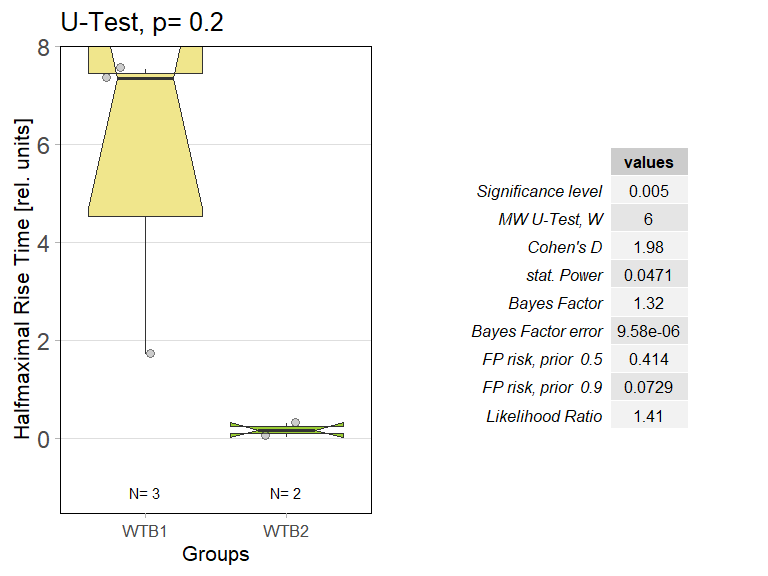 U-Test, p= 0.2
Halfmaximal Rise Time [rel. units]
8
6
4
2
0
N= 3
N= 2
WTB1
WTB2
Groups
values
Significance level 0.005
MW U-Test, W 6
Cohen's D 1.98
stat. Power 0.0471
Bayes Factor 1.32
Bayes Factor error 9.58e-06
FP risk, prior 0.5 0.414
FP risk, prior 0.9 0.0729
Likelihood Ratio 1.41